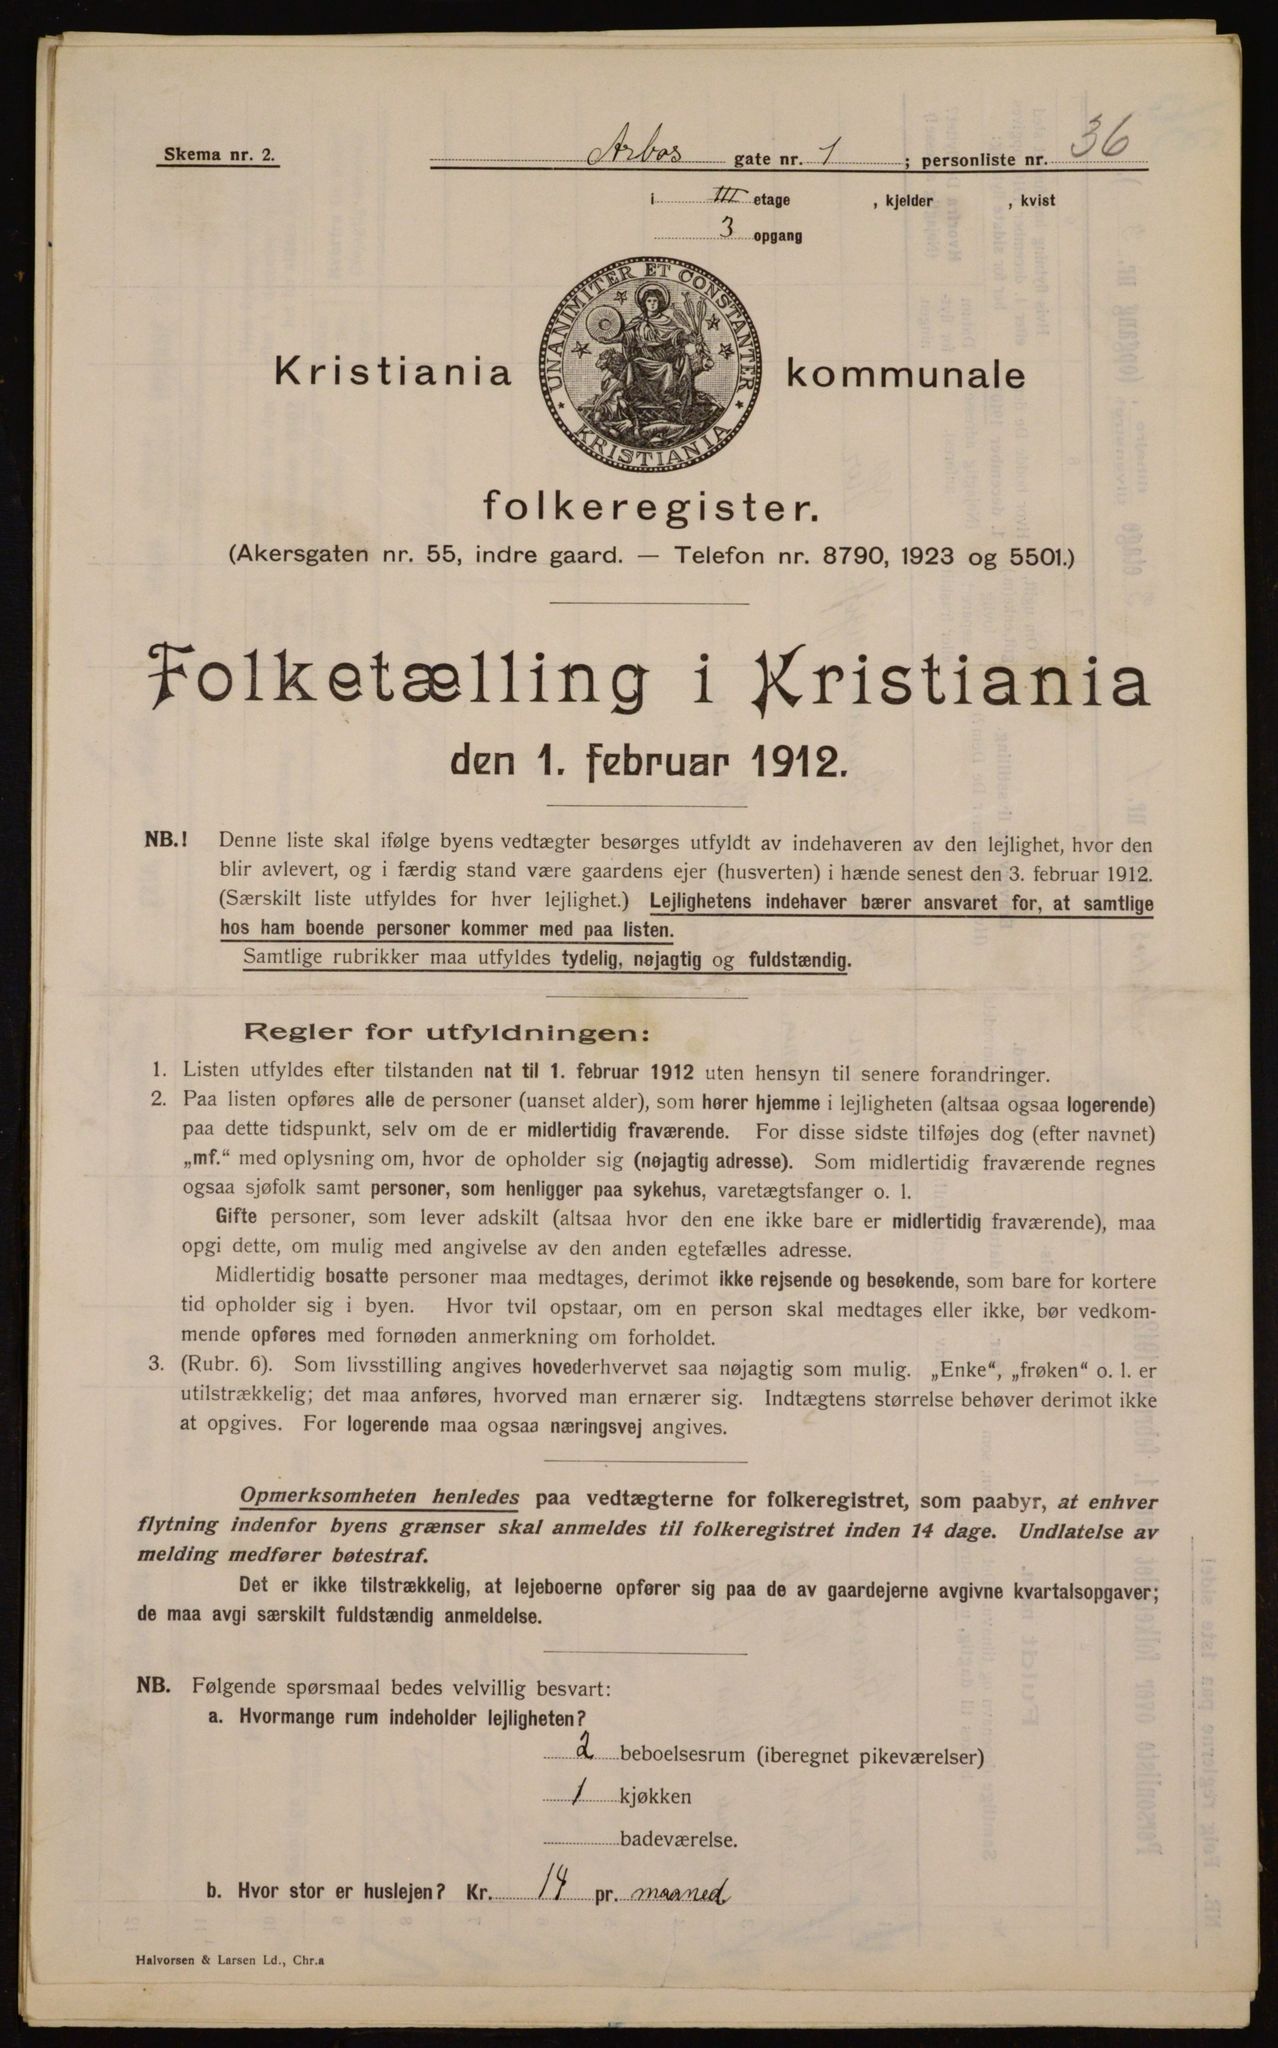 Skema nr. 2.
Arbos gate nr. 1 ; personliste nr. 36
i III etage , kjelder , kvist
3 opgang
UNANIMITER ET CONSTANTER
KRISTIANIA
Kristiania kommunale
folkeregister.
(Akersgaten nr. 55, indre gaard. — Telefon nr. 8790, 1923 og 5501.)
Folketælling i Kristiania
den 1. februar 1912.
NB.! Denne liste skal ifølge byens vedtægter besørges utfyldt av indehaveren av den lejlighet, hvor den
blir avlevert, og i færdig stand være gaardens ejer (husverten) i hænde senest den 3. februar 1912.
(Særskilt liste utfyldes for hver lejlighet.) Lejlighetens indehaver bærer ansvaret for, at samtlige
hos ham boende personer kommer med paa listen.
Samtlige rubrikker maa utfyldes tydelig, nøjagtig og fuldstændig.
Regler for utfyldningen:
1. Listen utfyldes efter tilstanden nat til 1. februar 1912 uten hensyn til senere forandringer.
2. Paa listen opføres alle de personer (uanset alder), som hører hjemme i lejligheten (altsaa ogsaa logerende)
paa dette tidspunkt, selv om de er midlertidig fraværende. For disse sidste tilføjes dog (efter navnet)
„mf.“ med oplysning om, hvor de opholder sig (nøjagtig adresse). Som midlertidig fraværende regnes
ogsaa sjøfolk samt personer, som henligger paa sykehus, varetægtsfanger o. l.
Gifte personer, som lever adskilt (altsaa hvor den ene ikke bare er midlertidig fraværende), maa
opgi dette, om mulig med angivelse av den anden egtefælles adresse.
Midlertidig bosatte personer maa medtages, derimot ikke rejsende og besøkende, som bare for kortere
tid opholder sig i byen. Hvor tvil opstaar, om en person skal medtages eller ikke, bør vedkom-
mende opføres med fornøden anmerkning om forholdet.
3. (Rubr. 6). Som livsstilling angives hovederhvervet saa nøjagtig som mulig. „Enke“, „frøken“ o. l. er
utilstrækkelig; det maa anføres, hvorved man ernærer sig. Indtægtens størrelse behøver derimot ikke
at opgives. For logerende maa ogsaa næringsvej angives.
Opmerksomheten henledes paa vedtægterne for folkeregistret, som paabyr, at enhver
flytning indenfor byens grænser skal anmeldes til folkeregistret inden 14 dage. Undlatelse av
melding medfører bøtestraf.
Det er ikke tilstrækkelig, at lejeboerne opfører sig paa de av gaardejerne avgivne kvartalsopgaver;
de maa avgi særskilt fuldstændig anmeldelse.
NB. Følgende spørsmaal bedes velvillig besvart:
a. Hvormange rum indeholder lejligheten?
2 beboelsesrum (iberegnet pikeværelser)
1 kjøkken
badeværelse.
b. Hvor stor er huslejen? Kr. 14 pr. maaned.
Halvorsen & Larsen Ld., Chr.a